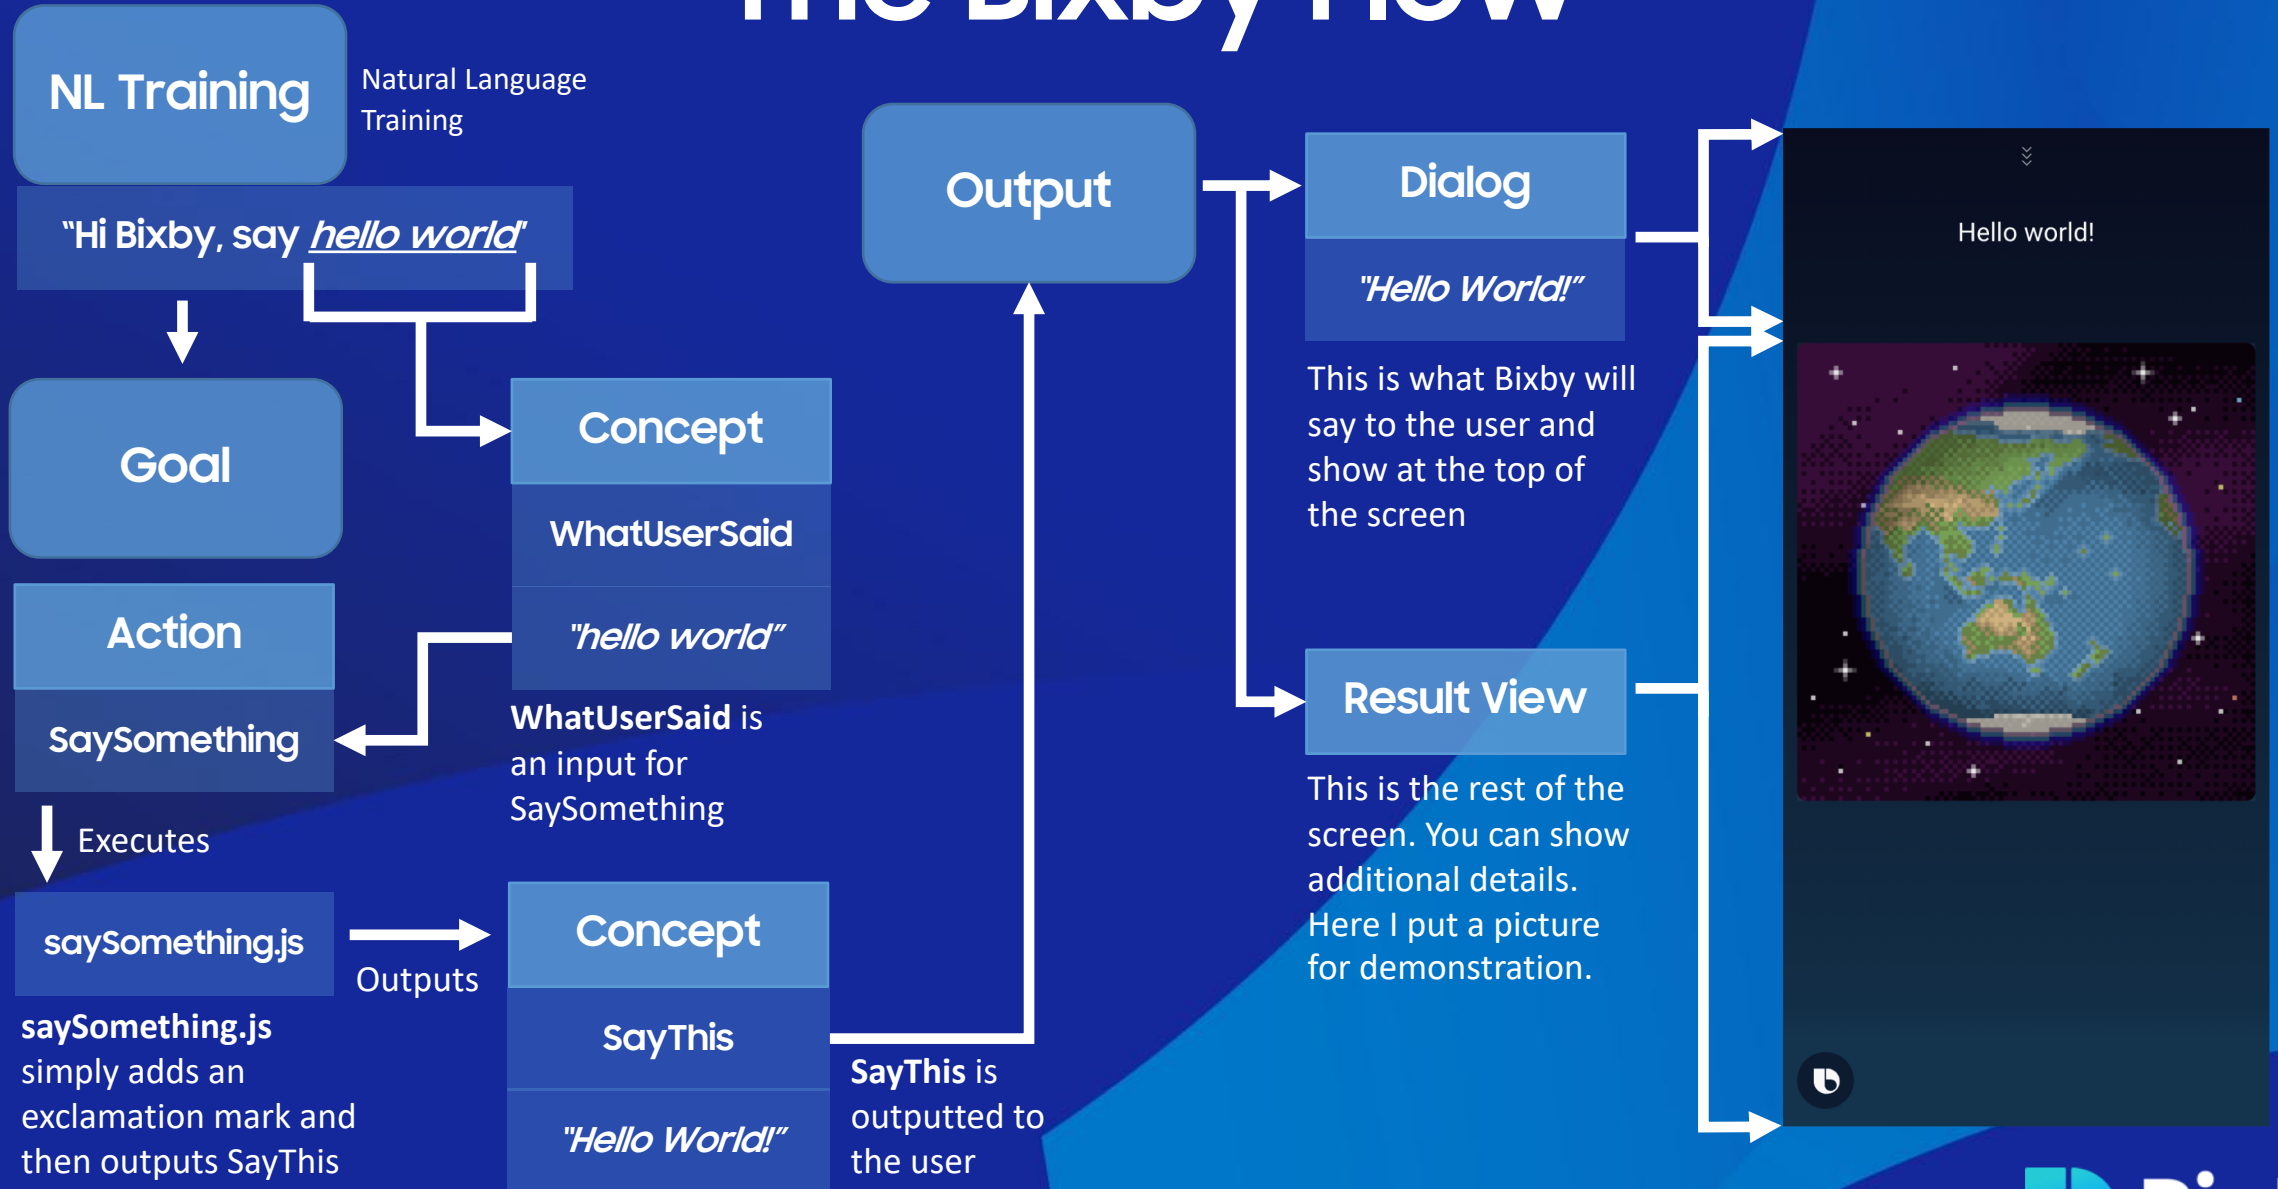 The Bixby Flow
NL Training
Natural Language
Training
“Hi Bixby, say hello world”
Goal
Concept
WhatUserSaid
"hello world”
WhatUserSaid is
an input for
SaySomething
Action
SaySomething
Executes
saySomething.js
Outputs
saySomething.js
simply adds an
exclamation mark and
then outputs SayThis
Concept
SayThis
"Hello World!”
SayThis is
outputted to
the user
Output
Dialog
"Hello World!”
This is what Bixby will
say to the user and
show at the top of
the screen
Result View
This is the rest of the
screen. You can show
additional details.
Here I put a picture
for demonstration.
Hello world!